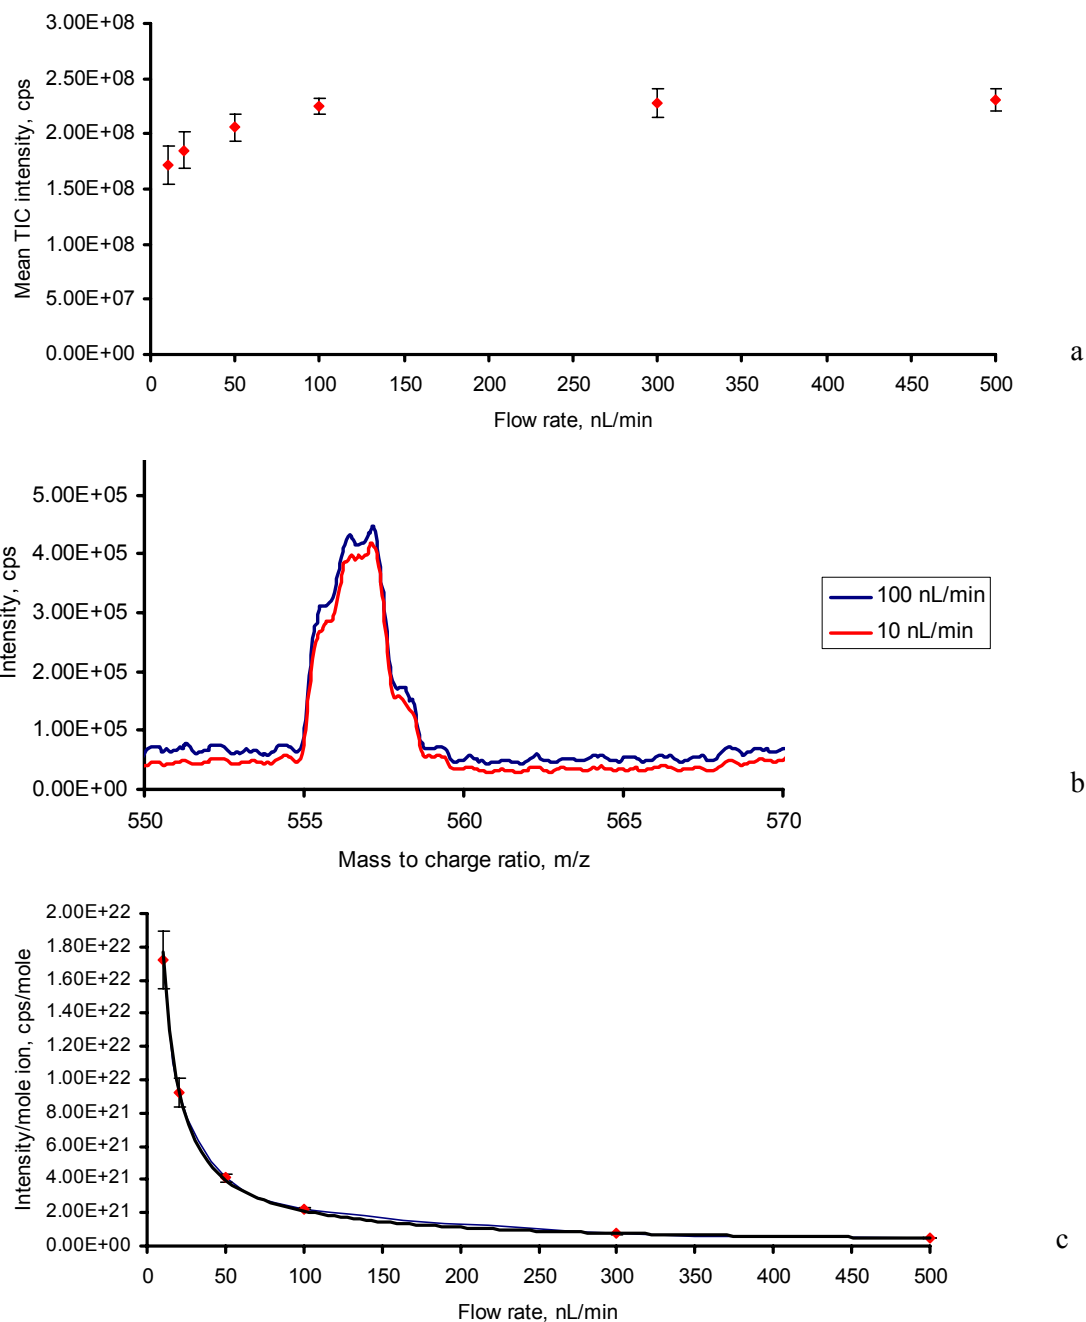 3.00E+08
2.50E+08
2.00E+08
1.50E+08
1.00E+08
5.00E+07
0.00E+00
Mean TIC intensity, cps
0 50 100 150 200 250 300 350 400 450 500
Flow rate, nL/min
a
5.00E+05
4.00E+05
3.00E+05
2.00E+05
1.00E+05
0.00E+00
Intensity, cps
550 555 560 565 570
Mass to charge ratio, m/z
100 nL/min
10 nL/min
b
2.00E+22
1.80E+22
1.60E+22
1.40E+22
1.20E+22
1.00E+22
8.00E+21
6.00E+21
4.00E+21
2.00E+21
0.00E+00
Intensity/mole ion, cps/mole
0 50 100 150 200 250 300 350 400 450 500
Flow rate, nL/min
c